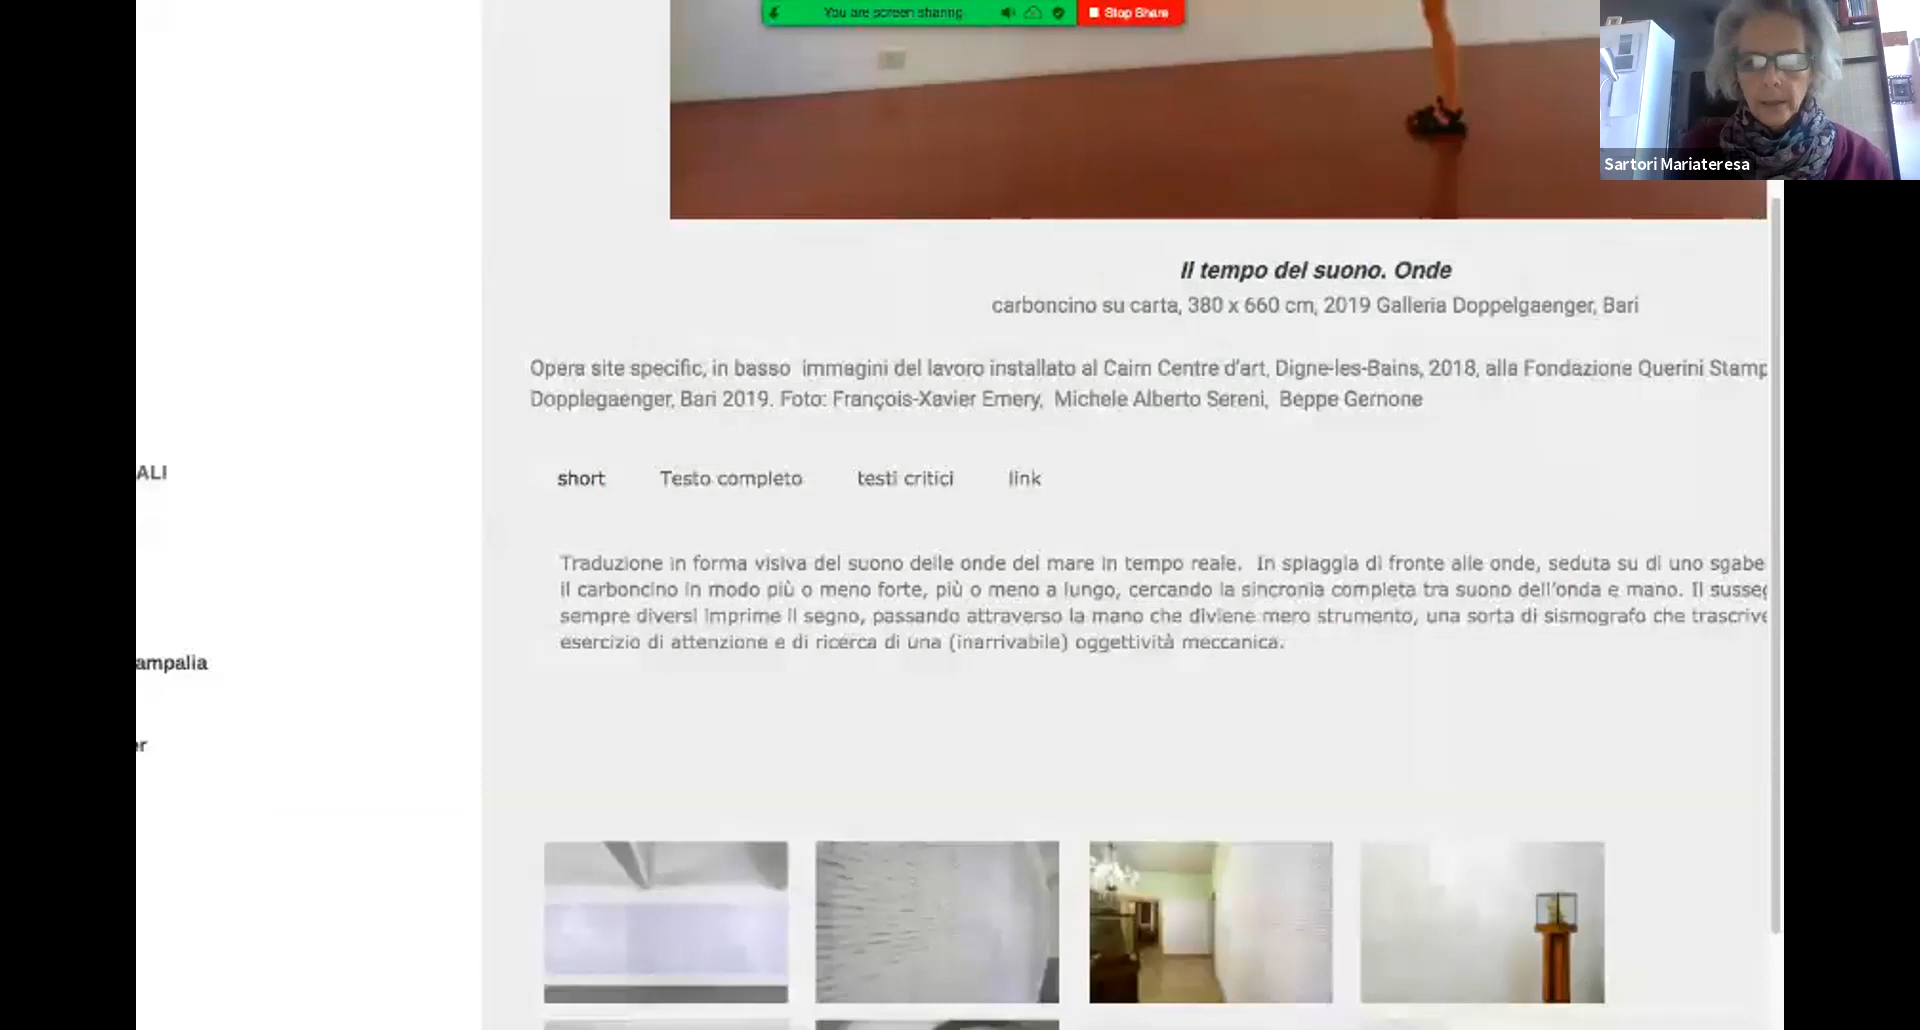 You are screen sharing
Stop Share
Sartori Mariateresa
Il tempo del suono. Onde
carboncino su carta, 380 x 660 cm, 2019 Galleria Doppelgaenger, Bari
Opera site specific, in basso immagini del lavoro installato al Cairn Centre d'art, Digne-les-Bains, 2018, alla Fondazione Querini Stamp
Dopplegaenger, Bari 2019. Foto: François-Xavier Emery, Michele Alberto Sereni, Beppe Gernone
ALI
short Testo completo testi critici link
Traduzione in forma visiva del suono delle onde del mare in tempo reale. In spiaggia di fronte alle onde, seduta su di uno sgabe
il carboncino in modo più o meno forte, più o meno a lungo, cercando la sincronia completa tra suono dell'onda e mano. Il susseg
sempre diversi imprime il segno, passando attraverso la mano che diviene mero strumento, una sorta di sismografo che trascrive
esercizio di attenzione e di ricerca di una (inarrivabile) oggettività meccanica.
ampalia
er